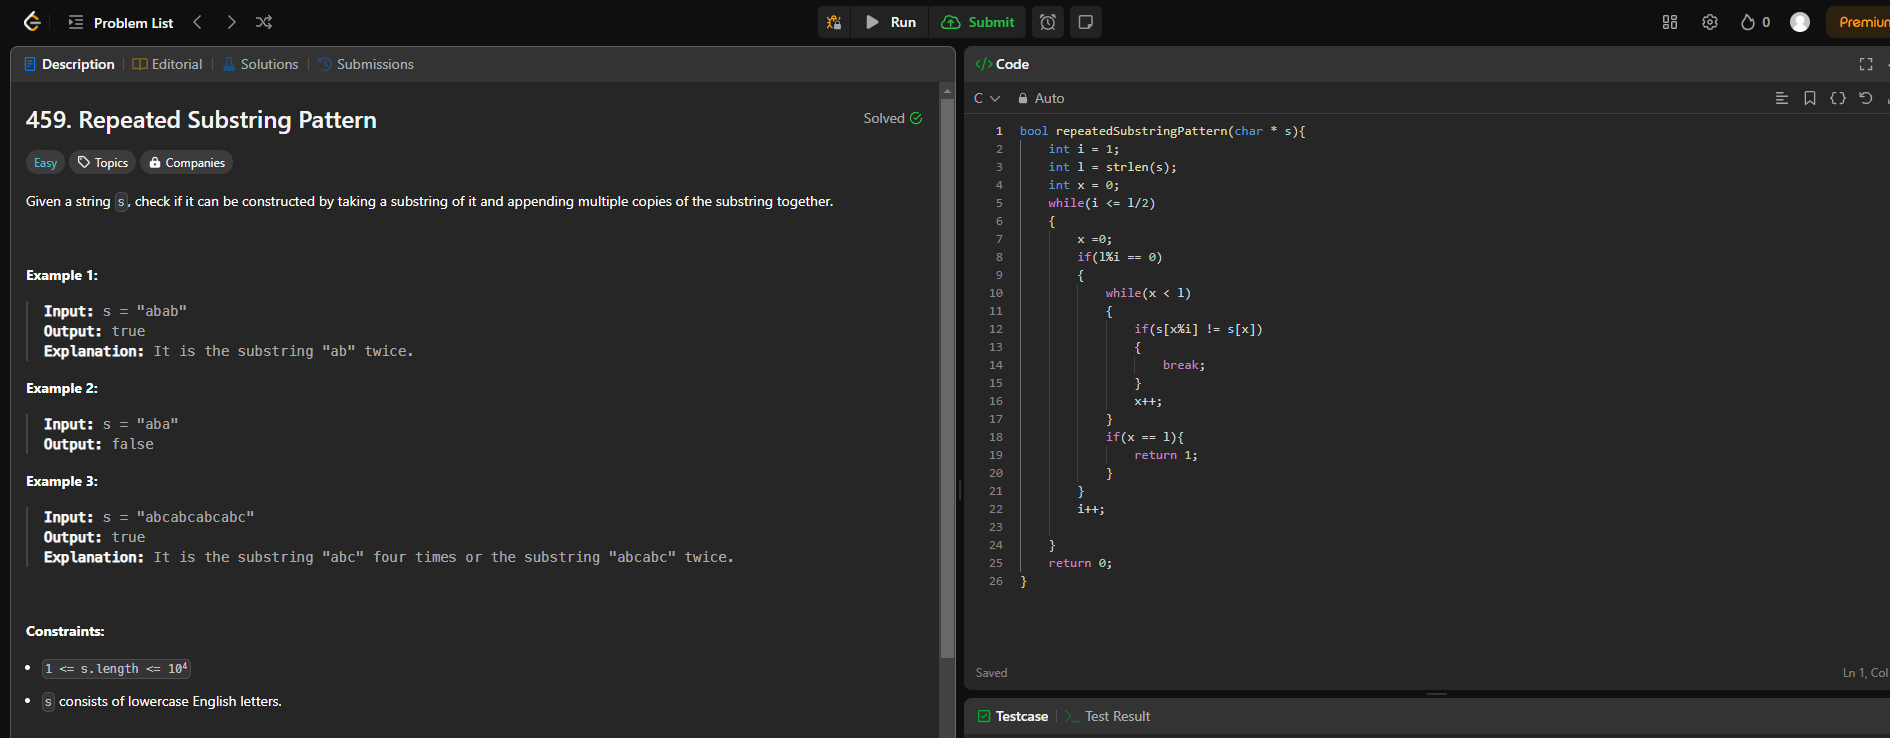 Problem List
Run
Submit
0
Premium
Description
Editorial
Solutions
Submissions
459. Repeated Substring Pattern
Solved
Easy
Topics
Companies
Given a string s, check if it can be constructed by taking a substring of it and appending multiple copies of the substring together.
Example 1:
Input: s = "abab"
Output: true
Explanation: It is the substring "ab" twice.
Example 2:
Input: s = "aba"
Output: false
Example 3:
Input: s = "abcabcabcabc"
Output: true
Explanation: It is the substring "abc" four times or the substring "abcabc" twice.
Constraints:
• 1 <= s.length <= 10⁴
• s consists of lowercase English letters.
</> Code
C
Auto
1 bool repeatedSubstringPattern(char * s){
2     int i = 1;
3     int l = strlen(s);
4     int x = 0;
5     while(i <= l/2)
6     {
7         x =0;
8         if(l%i == 0)
9         {
10             while(x < l)
11             {
12                 if(s[x%i] != s[x])
13                 {
14                     break;
15                 }
16                 x++;
17             }
18             if(x == l){
19                 return 1;
20             }
21         }
22         i++;
23
24     }
25     return 0;
26 }
Saved
Ln 1, Col
Testcase
Test Result